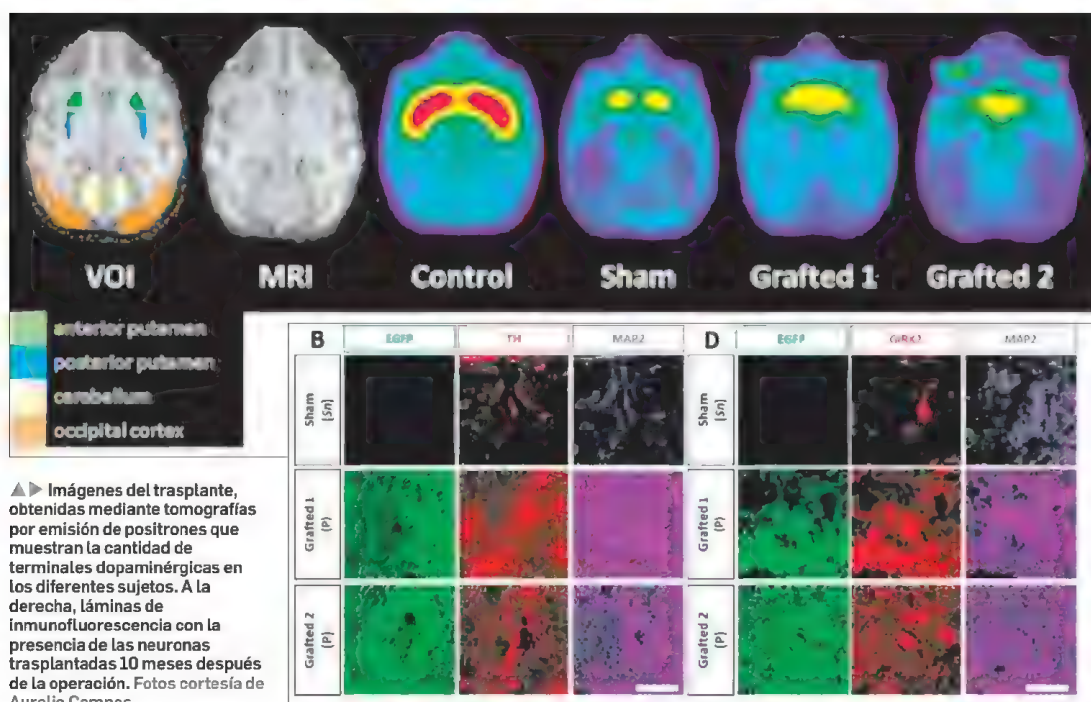 VOI
MRI
Control
Sham
Grafted 1
Grafted 2
anterior putamen
posterior putamen
cerebellum
occipital cortex
▲▶ Imágenes del trasplante,
obtenidas mediante tomografías
por emisión de positrones que
muestran la cantidad de
terminales dopaminérgicas en
los diferentes sujetos. A la
derecha, láminas de
inmunofluorescencia con la
presencia de las neuronas
trasplantadas 10 meses después
de la operación. Fotos cortesía de
Aurelio Campos
B
EGFP
TH
MAP2
Sham
(Sn)
Grafted 1
(P)
Grafted 2
(P)
D
EGFP
GIRK2
MAP2
Sham
(Sn)
Grafted 1
(P)
Grafted 2
(P)